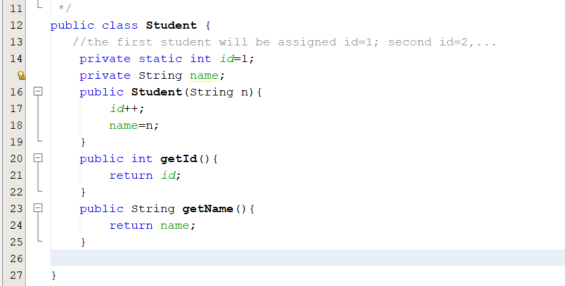 11 */
12 public class Student {
13 //the first student will be assigned id=1; second id=2,...
14 private static int id=1;
private String name;
16 public Student(String n){
17 id++;
18 name=n;
19 }
20 public int getId(){
21 return id;
22 }
23 public String getName(){
24 return name;
25 }
26
27 }